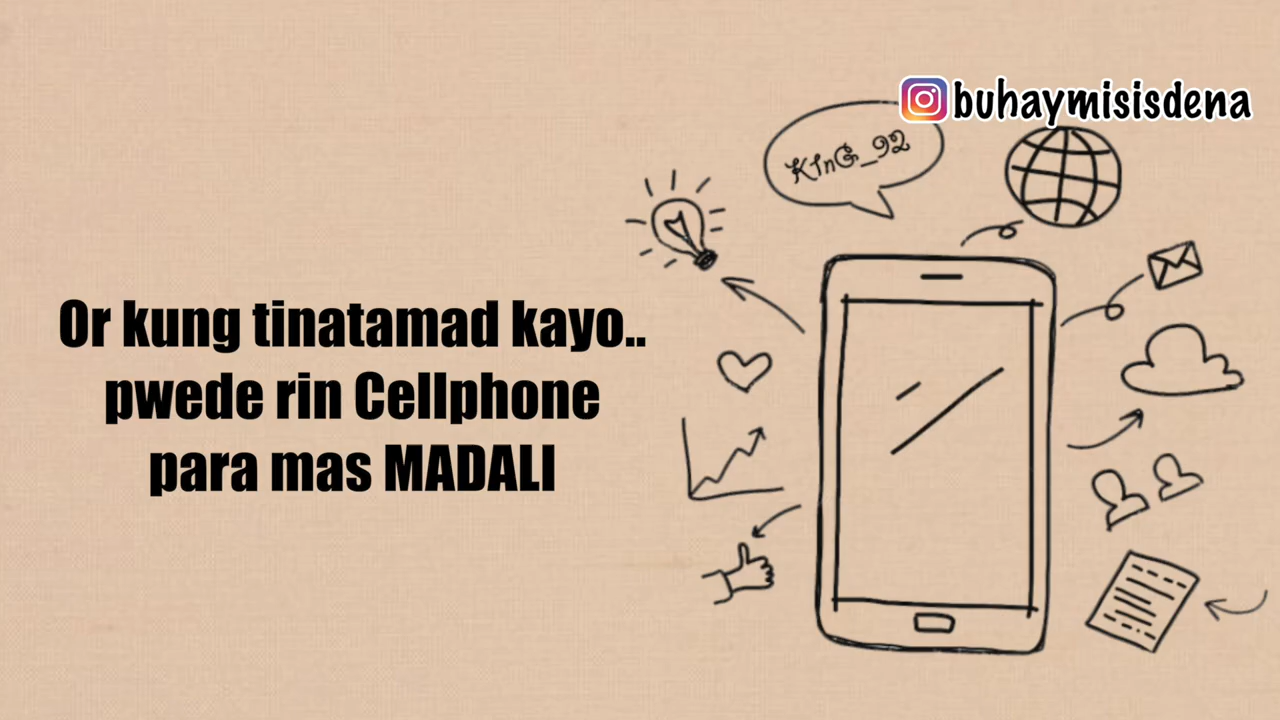 buhaymisisdena
KInG_92
Or kung tinatamad kayo..
pwede rin Cellphone
para mas MADALI